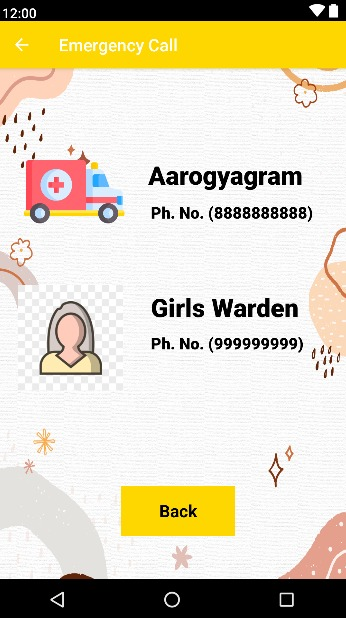 12:00
Emergency Call
Aarogyagram
Ph. No. (8888888888)
Girls Warden
Ph. No. (999999999)
Back